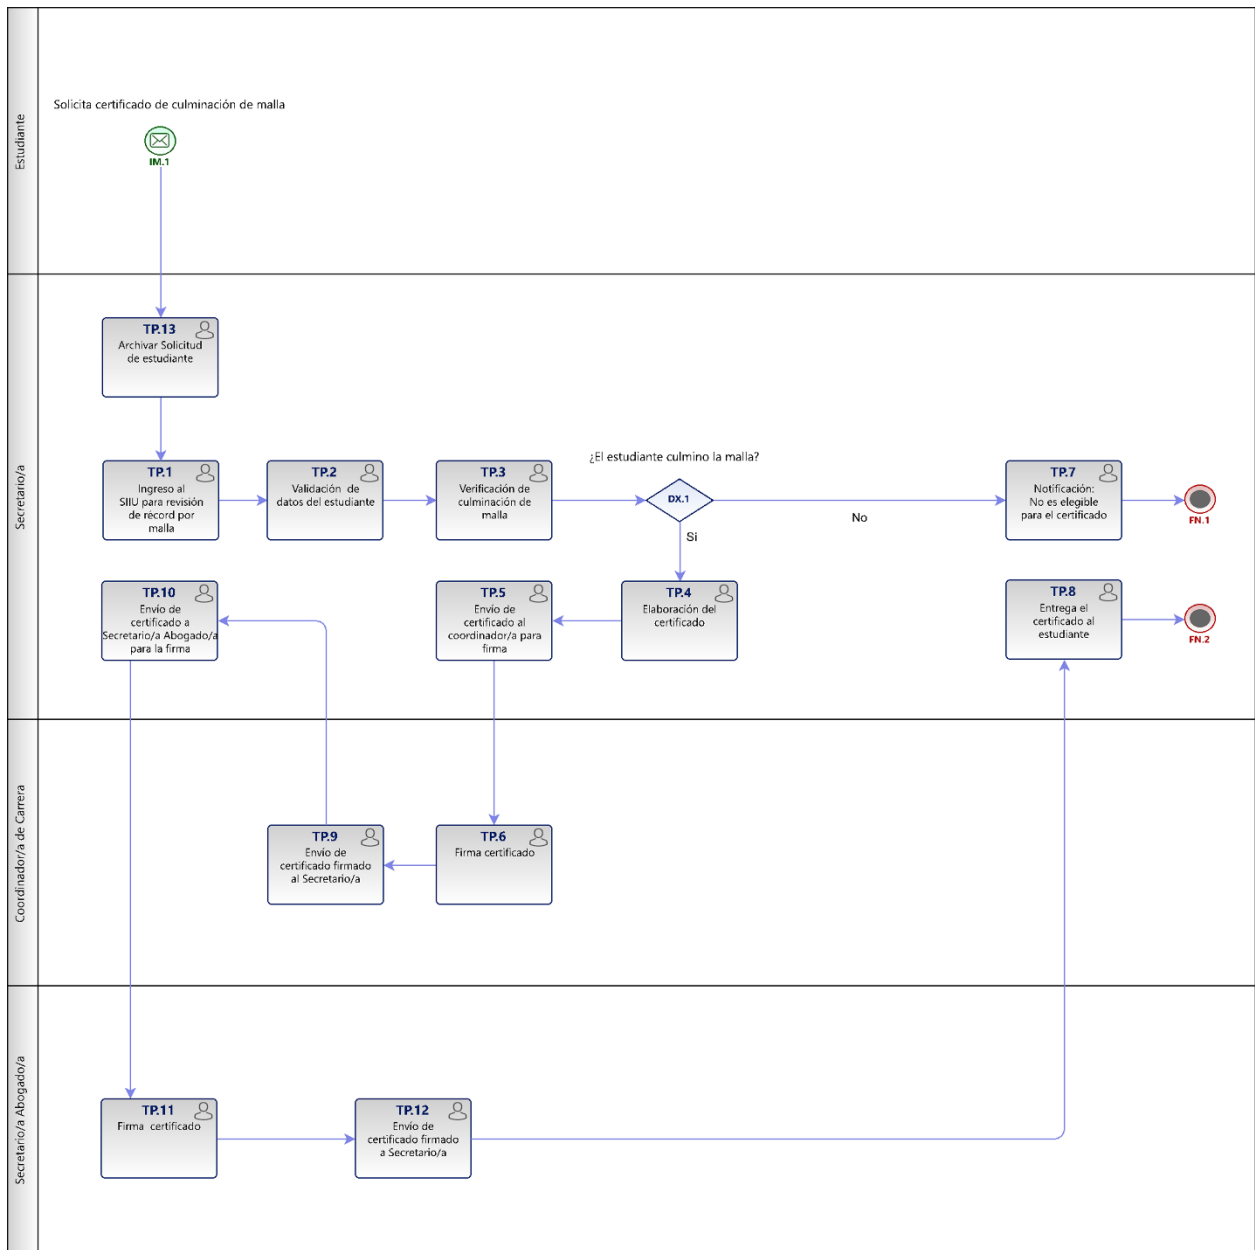 Estudiante
Solicita certificado de culminación de malla
IM.1
Secretario/a
TP.13
Archivar Solicitud
de estudiante
TP.1
Ingreso al
SIIU para revisión
de récord por
malla
TP.2
Validación de
datos del estudiante
TP.3
Verificación de
culminación de
malla
¿El estudiante culmino la malla?
DX.1
No
Si
TP.7
Notificación:
No es elegible
para el certificado
FN.1
TP.10
Envío de
certificado a
Secretario/a Abogado/a
para la firma
TP.5
Envío de
certificado al
coordinador/a para
firma
TP.4
Elaboración del
certificado
TP.8
Entrega el
certificado al
estudiante
FN.2
Coordinador/a de Carrera
TP.9
Envío de
certificado firmado
al Secretario/a
TP.6
Firma certificado
Secretario/a Abogado/a
TP.11
Firma certificado
TP.12
Envío de
certificado firmado
a Secretario/a